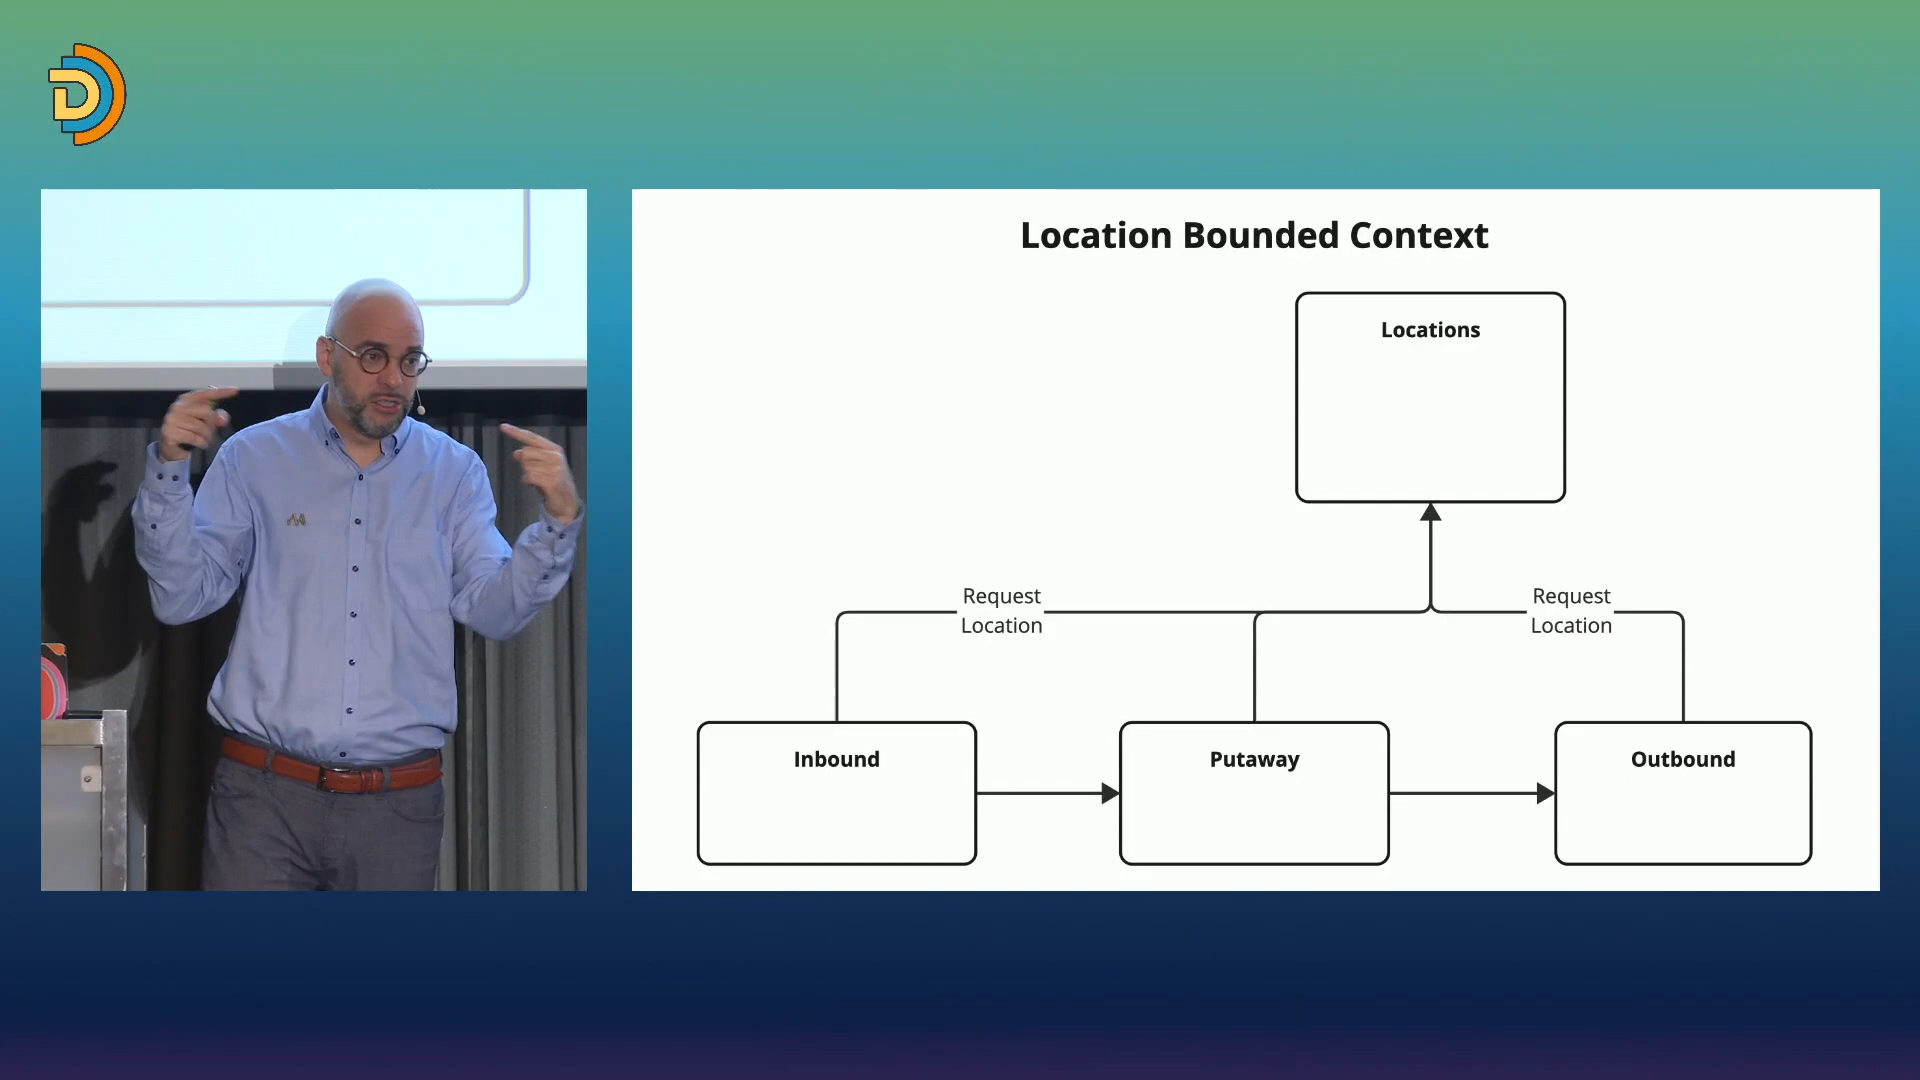 Location Bounded Context
Locations
Request
Location
Request
Location
Inbound
Putaway
Outbound